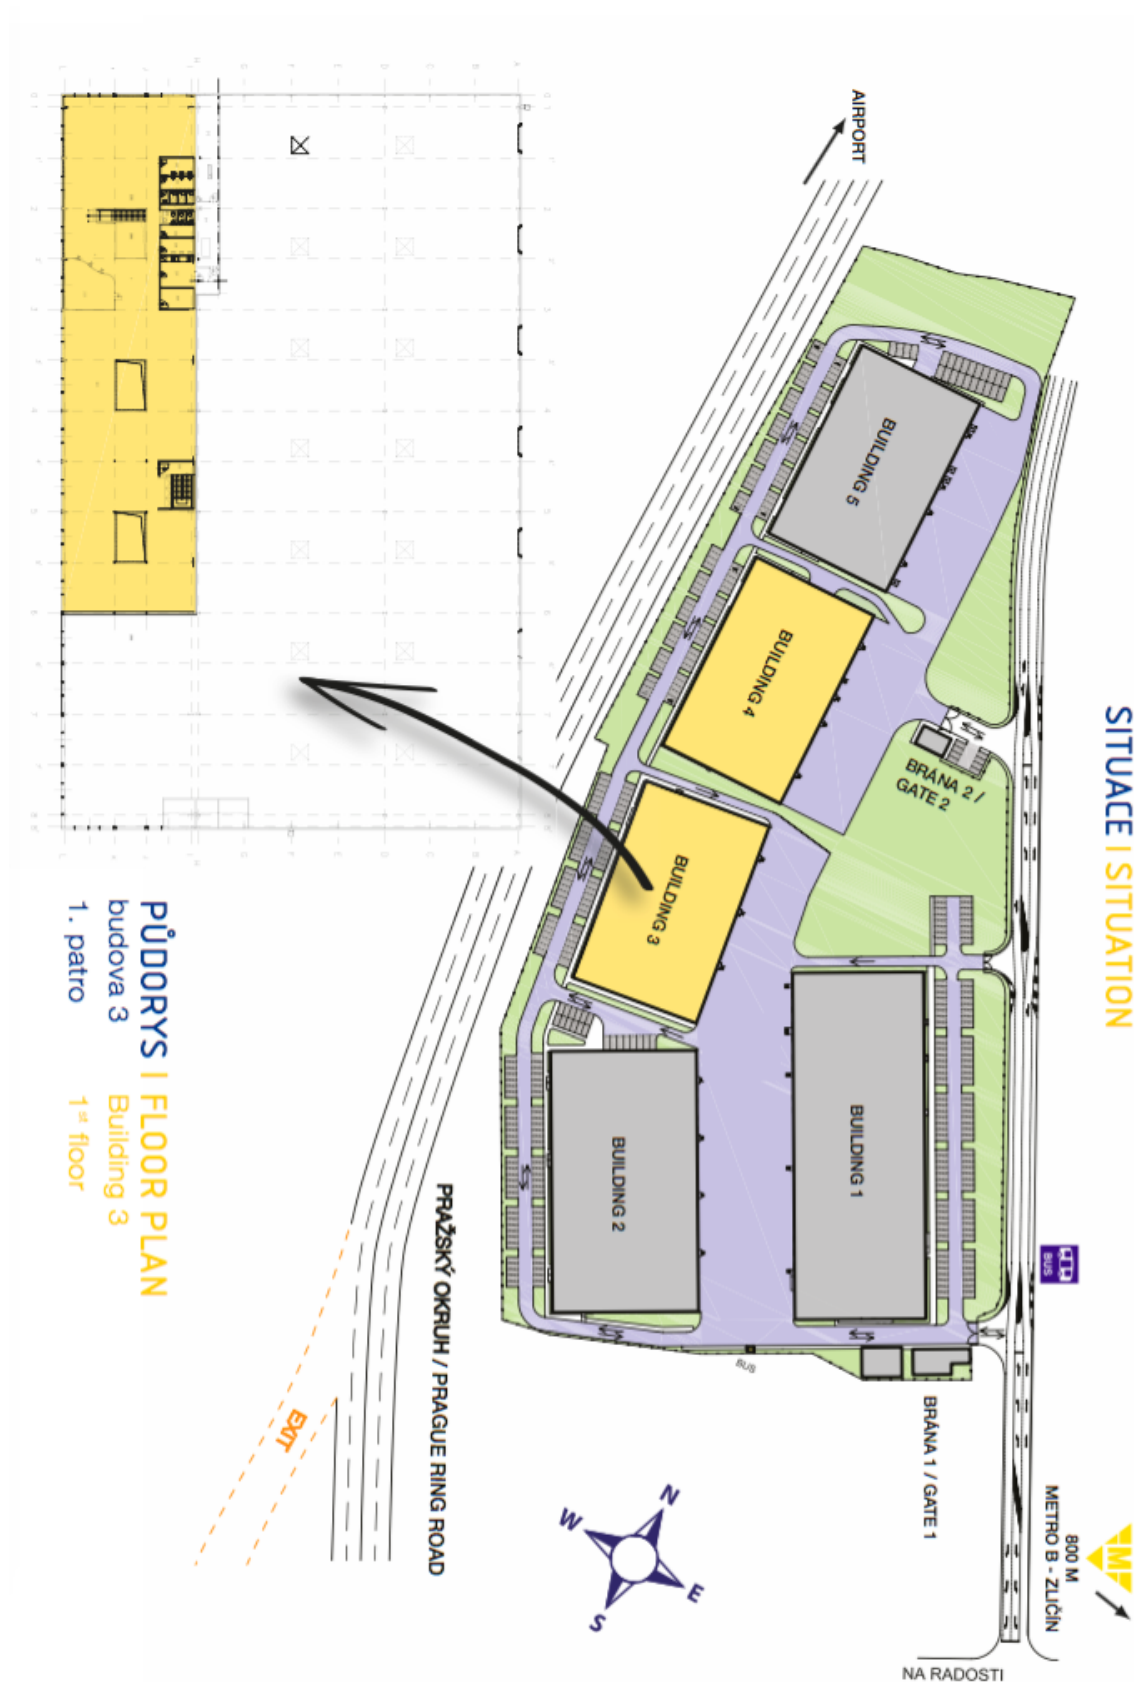 SITUACE | SITUATION
AIRPORT
BUILDING 5
BUILDING 4
BRÁNA 2 /
GATE 2
BUILDING 3
BUILDING 1
BUILDING 2
BUS
BUS
BRÁNA 1 / GATE 1
PRAŽSKÝ OKRUH / PRAGUE RING ROAD
EXIT
N
W
E
S
M
800 M
METRO B - ZLIČÍN
NA RADOSTI
PŮDORYS | FLOOR PLAN
budova 3 Building 3
1. patro 1st floor